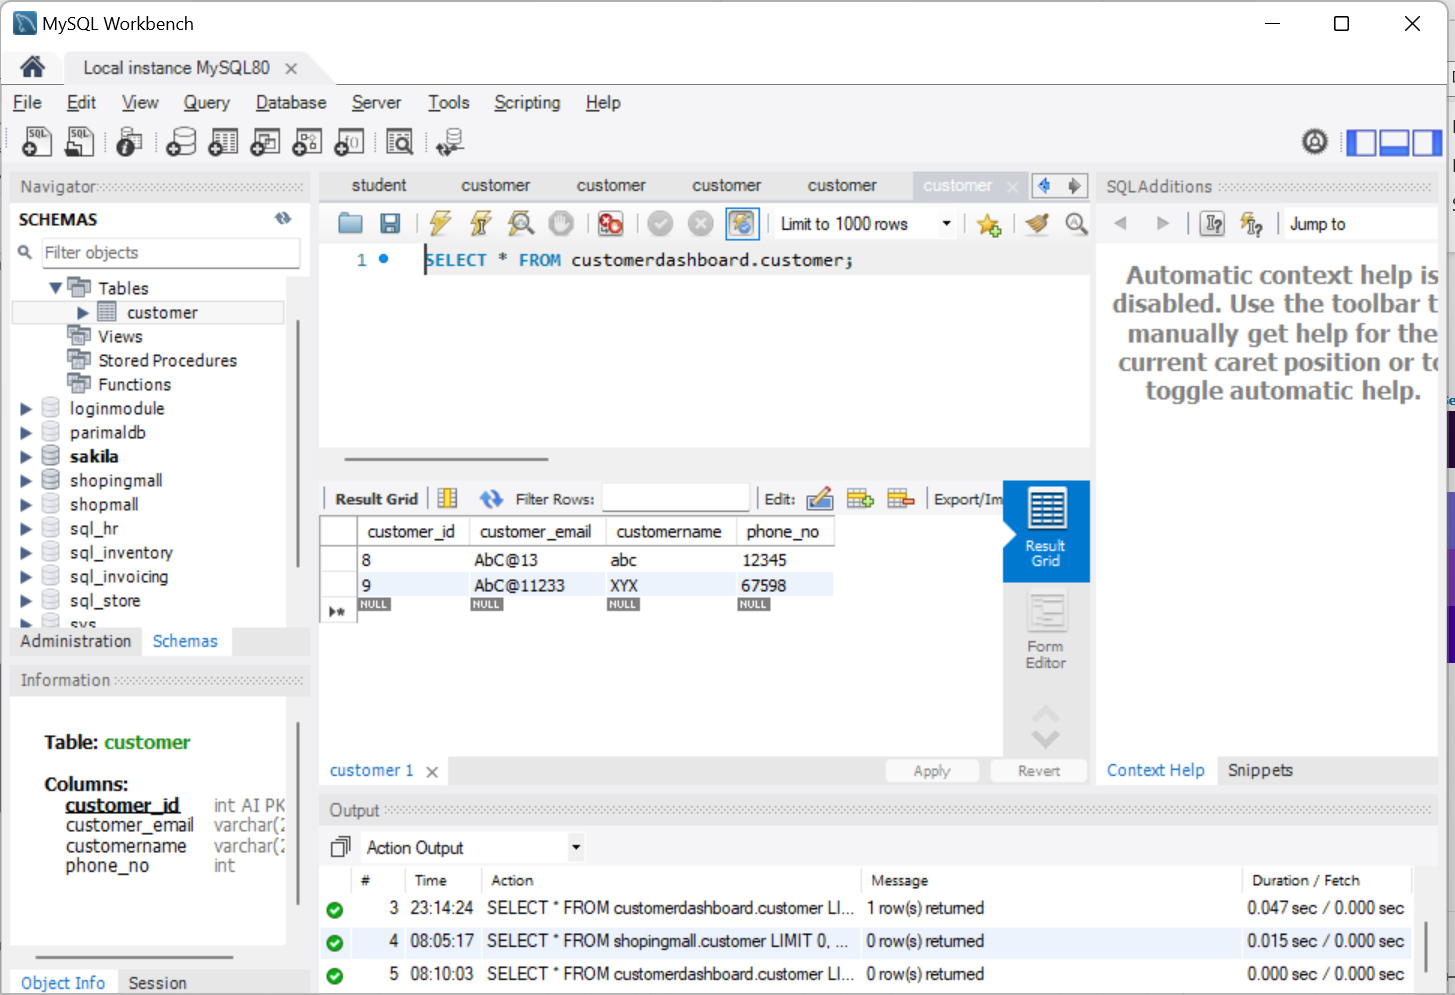 MySQL Workbench
Local instance MySQL80
File Edit View Query Database Server Tools Scripting Help
Navigator
SCHEMAS
Filter objects
Tables
customer
Views
Stored Procedures
Functions
loginmodule
parimaldb
sakila
shopingmall
shopmall
sql_hr
sql_inventory
sql_invoicing
sql_store
sys
Administration Schemas
Information
Table: customer
Columns:
customer_id int AI PK
customer_email varchar(2
customername varchar(2
phone_no int
Object Info Session
student customer customer customer customer customer
Limit to 1000 rows
1 SELECT * FROM customerdashboard.customer;
Result Grid Filter Rows: Edit: Export/Im
customer_id customer_email customername phone_no
8 AbC@13 abc 12345
9 AbC@11233 XYX 67598
NULL NULL NULL NULL
Result Grid
Form Editor
customer 1 Apply Revert
SQLAdditions
Jump to
Automatic context help is
disabled. Use the toolbar t
manually get help for the
current caret position or to
toggle automatic help.
Context Help Snippets
Output
Action Output
# Time Action Message Duration / Fetch
3 23:14:24 SELECT * FROM customerdashboard.customer LI... 1 row(s) returned 0.047 sec / 0.000 sec
4 08:05:17 SELECT * FROM shopingmall.customer LIMIT 0, ... 0 row(s) returned 0.015 sec / 0.000 sec
5 08:10:03 SELECT * FROM customerdashboard.customer LI... 0 row(s) returned 0.000 sec / 0.000 sec